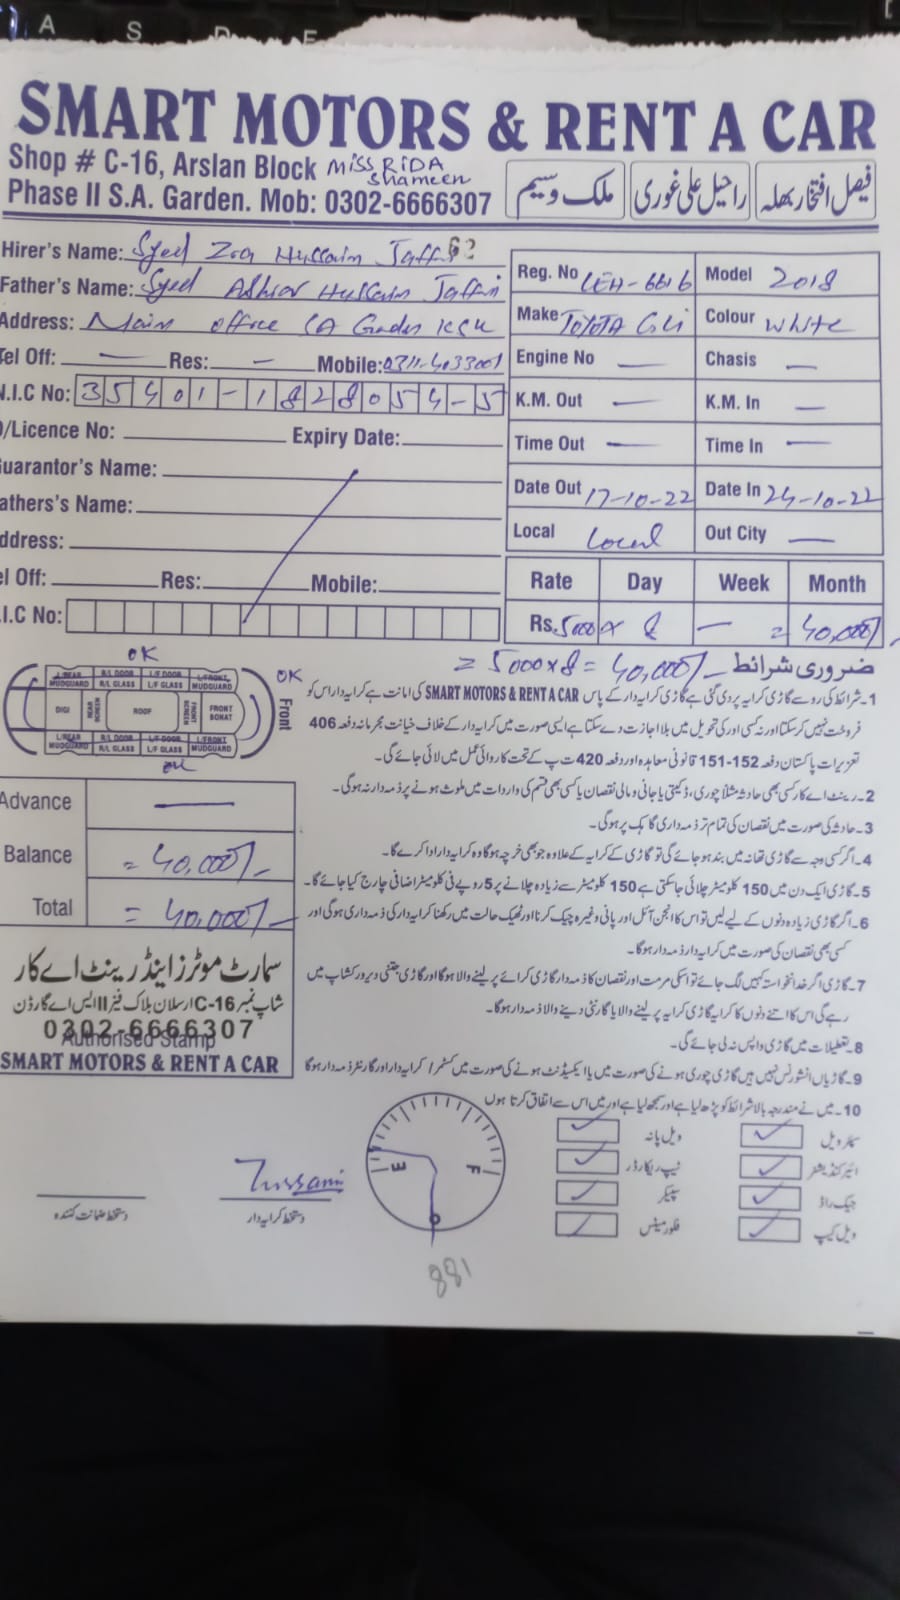 A S D F
SMART MOTORS & RENT A CAR
Shop # C-16, Arslan Block MISS RIDA Shameen
Phase II S.A. Garden. Mob: 0302-6666307
ملک وسیم راحیل علی غوری فیصل افتخار بھلہ
Hirer's Name: Syed Zia Hussain Jaffri
Father's Name: Syed Hussain Jaffri
Address: Main office SA Garden KSK
Tel Off: — Res: — Mobile: 0311-4033001
N.I.C No: 35401-1828054-5
D/Licence No: Expiry Date:
Guarantor's Name:
Fathers's Name:
Address:
Tel Off: Res: Mobile:
N.I.C No:
Reg. No LEH-6616 Model 2018
Make TOYOTA GLi Colour White
Engine No — Chasis —
K.M. Out — K.M. In —
Time Out — Time In —
Date Out 17-10-22 Date In 24-10-22
Local Local Out City —
Rate Day Week Month
Rs. 5000 x 8 — = 40,000/-
= 5000x8 = 40,000/-
ضروری شرائط
OK
OK
L/REAR MUDGUARD R/L DOOR L/F DOOR L/FRONT MUDGUARD
R/L GLASS L/F GLASS
DIGI REAR SCREEN ROOF FRONT SCREEN FRONT BONAT
Front
L/REAR MUDGUARD R/L DOOR L/F DOOR L/FRONT MUDGUARD
R/L GLASS L/F GLASS
OK
1۔ شرائط کی رو سے گاڑی کرایہ پر دی گئی ہے گاڑی کرایہ دار کے پاس SMART MOTORS & RENT A CAR کی امانت ہے کرایہ دار اس کو
فروخت نہیں کر سکتا اور نہ کسی اور کی تحویل میں بلا اجازت دے سکتا ہے ایسی صورت میں کرایہ دار کے خلاف خیانت مجرمانہ دفعہ 406
تعزیرات پاکستان دفعہ 152-151 قانونی معاہدہ اور دفعہ 420 ت پ کے تحت کاروائی عمل میں لائی جائے گی۔
2۔ رینٹ اے کار کسی بھی حادثہ مثلاً چوری، ڈکیتی یا جانی و مالی نقصان یا کسی بھی قسم کی واردات میں ملوث ہونے پر ذمہ دار نہ ہوگی۔
3۔ حادثہ کی صورت میں نقصان کی تمام تر ذمہ داری گاہک پر ہوگی۔
4۔ اگر کسی وجہ سے گاڑی تھانہ میں بند ہو جائے گی تو گاڑی کے کرایہ کے علاوہ جو بھی خرچہ ہوگا وہ کرایہ دار ادا کرے گا۔
5۔ گاڑی ایک دن میں 150 کلومیٹر چلائی جا سکتی ہے 150 کلومیٹر سے زیادہ چلانے پر 5 روپے فی کلومیٹر اضافی چارج کیا جائے گا۔
6۔ اگر گاڑی زیادہ دنوں کے لیے لیں تو اس کا انجن آئل اور پانی وغیرہ چیک کرنا اور ٹھیک حالت میں رکھنا کرایہ دار کی ذمہ داری ہوگی اور
کسی بھی نقصان کی صورت میں کرایہ دار ذمہ دار ہوگا۔
7۔ گاڑی اگر خدانخواستہ کہیں لگ جائے تو اسکی مرمت اور نقصان کا ذمہ دار گاڑی کرائے پر لینے والا ہوگا اور گاڑی جتنی دیر ورکشاپ میں
رہے گی اس کا اتنے دنوں کا کرایہ گاڑی کرایہ پر لینے والا یا گارنٹی دینے والا ذمہ دار ہوگا۔
8۔ تعطیلات میں گاڑی واپس نہ لی جائے گی۔
9۔ گاڑیاں انشورنس نہیں ہیں گاڑی چوری ہونے کی صورت میں یا ایکسیڈنٹ ہونے کی صورت میں کسٹمر/ کرایہ دار اور گارنٹر ذمہ دار ہوگا
10۔ میں نے مندرجہ بالا شرائط کو پڑھ لیا ہے اور سمجھ لیا ہے اور میں اس سے اتفاق کرتا ہوں
Advance —
Balance = 40,000/-
Total = 40,000/-
سمارٹ موٹرز اینڈ رینٹ اے کار
شاپ نمبر C-16 ارسلان بلاک فیز II ایس اے گارڈن
0302-6666307
Authorised Stamp
SMART MOTORS & RENT A CAR
سپئر ویل ویل پانہ
ائیر کنڈیشنر ٹیپ ریکارڈر
جیک راڈ سپیکر
ویل کیپ فلور میٹس
E F
دستخط کرایہ دار
دستخط ضمانت کنندہ
881